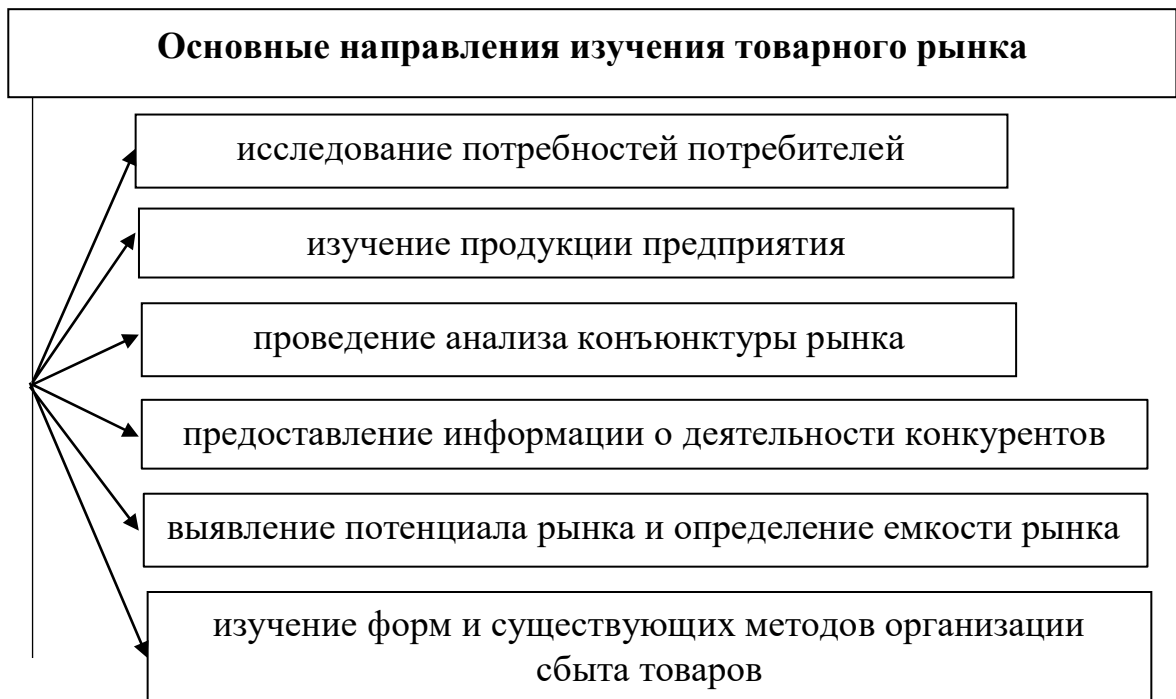 Основные направления изучения товарного рынка
исследование потребностей потребителей
изучение продукции предприятия
проведение анализа конъюнктуры рынка
предоставление информации о деятельности конкурентов
выявление потенциала рынка и определение емкости рынка
изучение форм и существующих методов организации
сбыта товаров